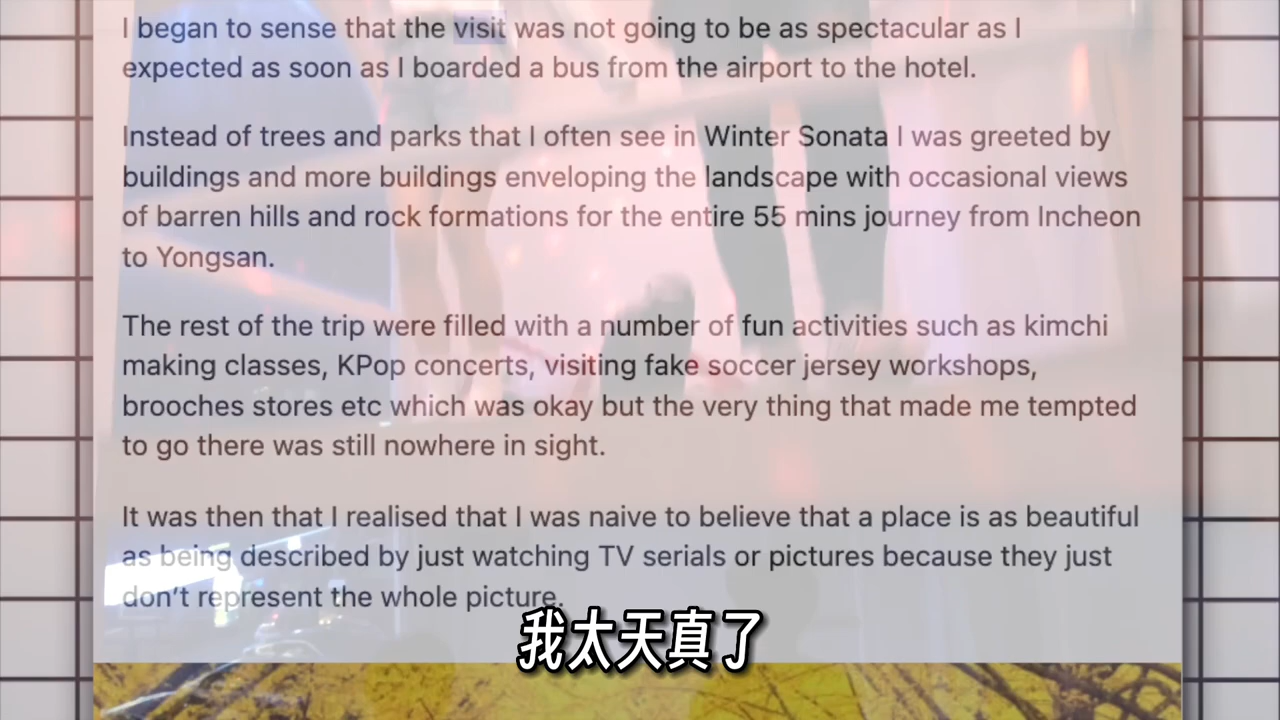 I began to sense that the visit was not going to be as spectacular as I
expected as soon as I boarded a bus from the airport to the hotel.
Instead of trees and parks that I often see in Winter Sonata I was greeted by
buildings and more buildings enveloping the landscape with occasional views
of barren hills and rock formations for the entire 55 mins journey from Incheon
to Yongsan.
The rest of the trip were filled with a number of fun activities such as kimchi
making classes, KPop concerts, visiting fake soccer jersey workshops,
brooches stores etc which was okay but the very thing that made me tempted
to go there was still nowhere in sight.
It was then that I realised that I was naive to believe that a place is as beautiful
as being described by just watching TV serials or pictures because they just
don’t represent the whole picture.
我太天真了